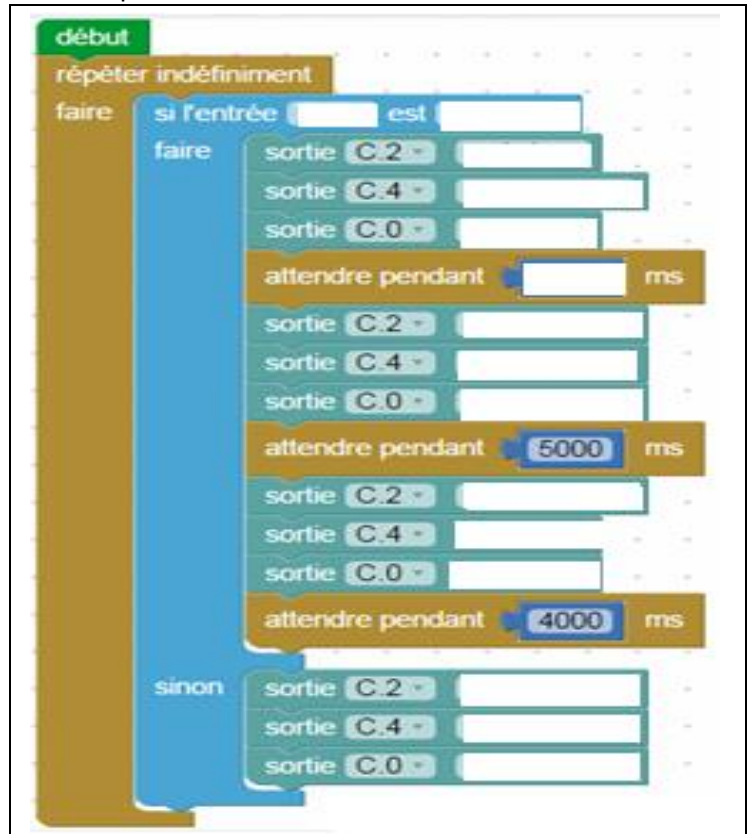 début
répéter indéfiniment
faire si l'entrée est
faire sortie C.2
sortie C.4
sortie C.0
attendre pendant ms
sortie C.2
sortie C.4
sortie C.0
attendre pendant 5000 ms
sortie C.2
sortie C.4
sortie C.0
attendre pendant 4000 ms
sinon sortie C.2
sortie C.4
sortie C.0